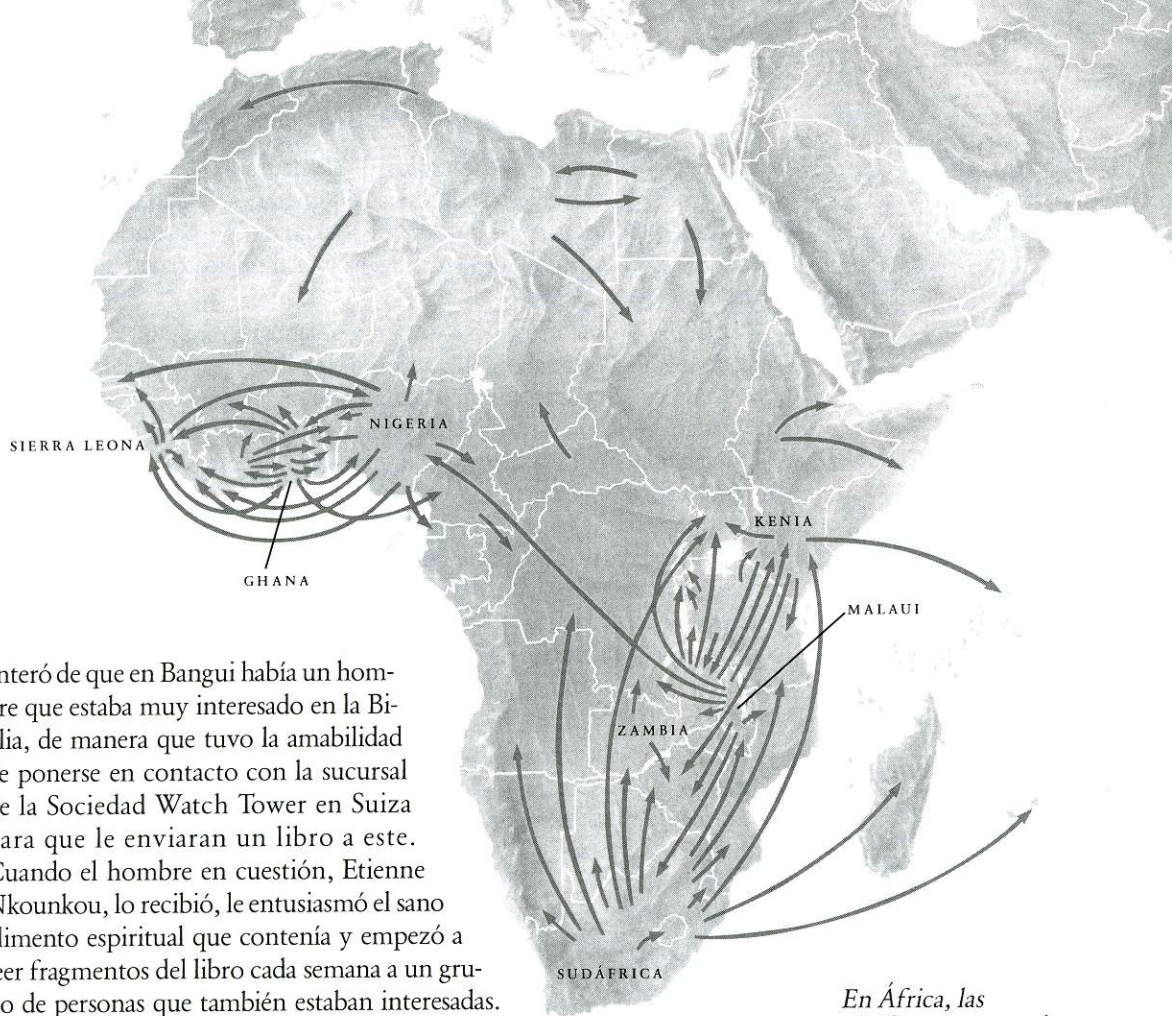 NIGERIA
SIERRA LEONA
KENIA
GHANA
MALAUI
ZAMBIA
SUDÁFRICA
nteró de que en Bangui había un hom-
re que estaba muy interesado en la Bi-
lia, de manera que tuvo la amabilidad
e ponerse en contacto con la sucursal
e la Sociedad Watch Tower en Suiza
ara que le enviaran un libro a este.
Cuando el hombre en cuestión, Etienne
Nkounkou, lo recibió, le entusiasmó el sano
limento espiritual que contenía y empezó a
eer fragmentos del libro cada semana a un gru-
o de personas que también estaban interesadas.
En África, las